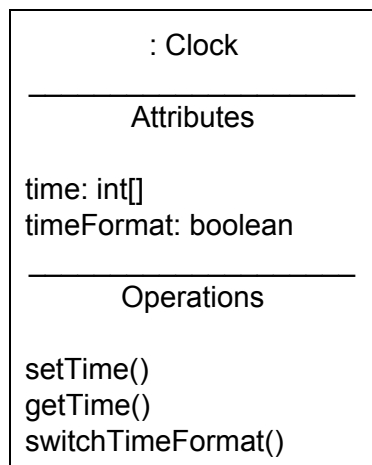 : Clock
Attributes
time: int[]
timeFormat: boolean
Operations
setTime()
getTime()
switchTimeFormat()